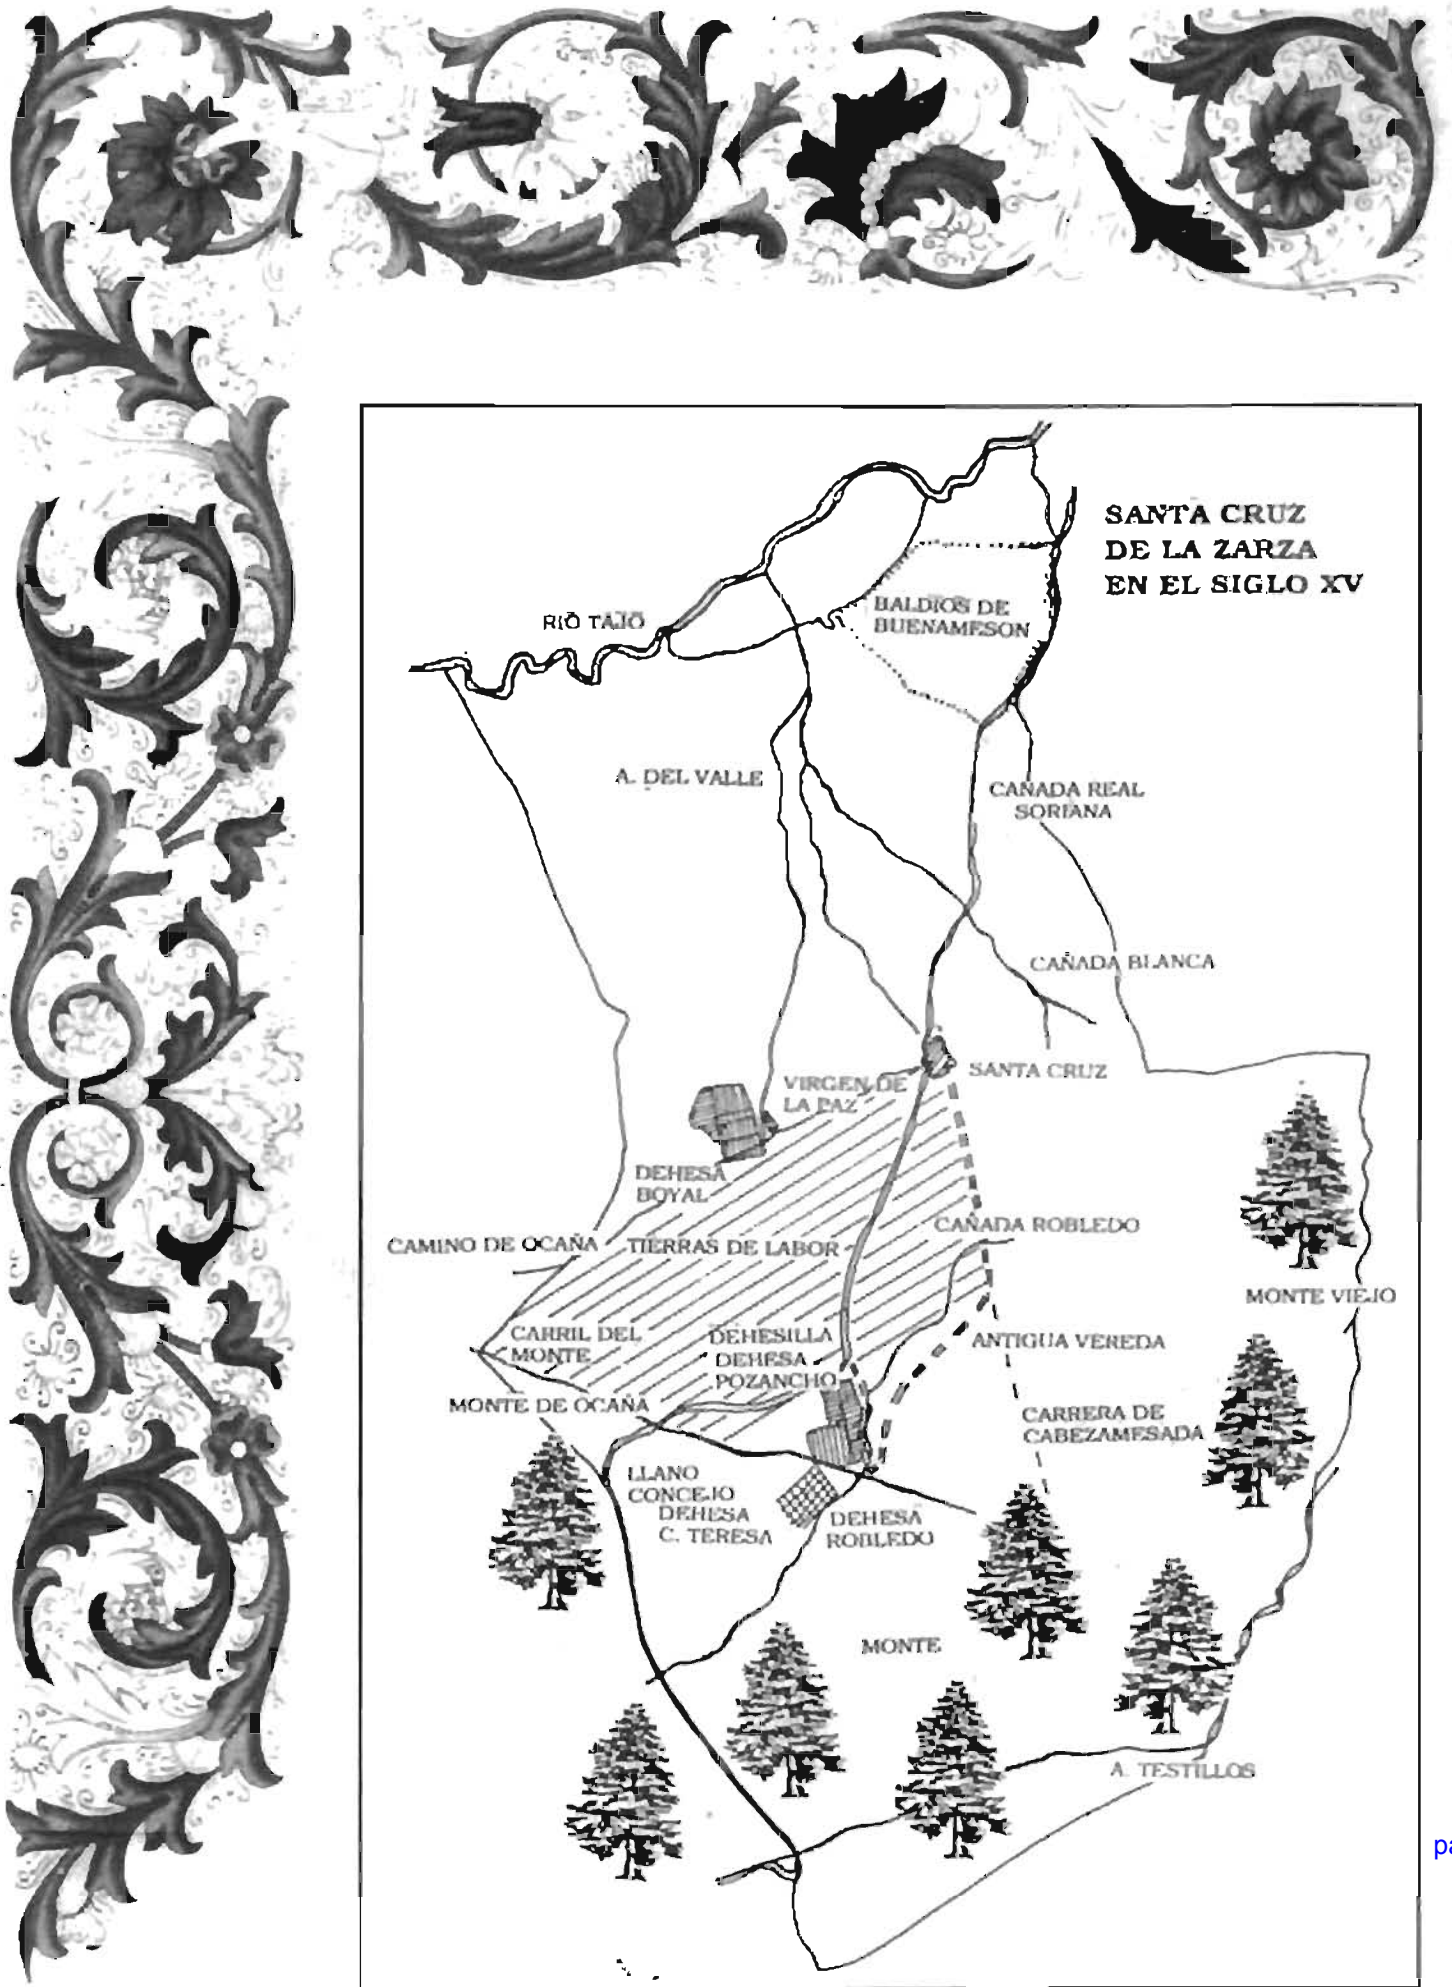 SANTA CRUZ
DE LA ZARZA
EN EL SIGLO XV
RIO TAJO
BALDIOS DE
BUENAMESON
A. DEL VALLE
CAÑADA REAL
SORIANA
CAÑADA BLANCA
SANTA CRUZ
VIRGEN DE
LA PAZ
DEHESA
BOYAL
CAÑADA ROBLEDO
CAMINO DE OCAÑA
TIERRAS DE LABOR
MONTE VIEJO
CARRIL DEL
MONTE
DEHESILLA
DEHESA
POZANCHO
ANTIGUA VEREDA
MONTE DE OCAÑA
CARRERA DE
CABEZAMESADA
LLANO
CONCEJO
DEHESA
C. TERESA
DEHESA
ROBLEDO
MONTE
A. TESTILLOS